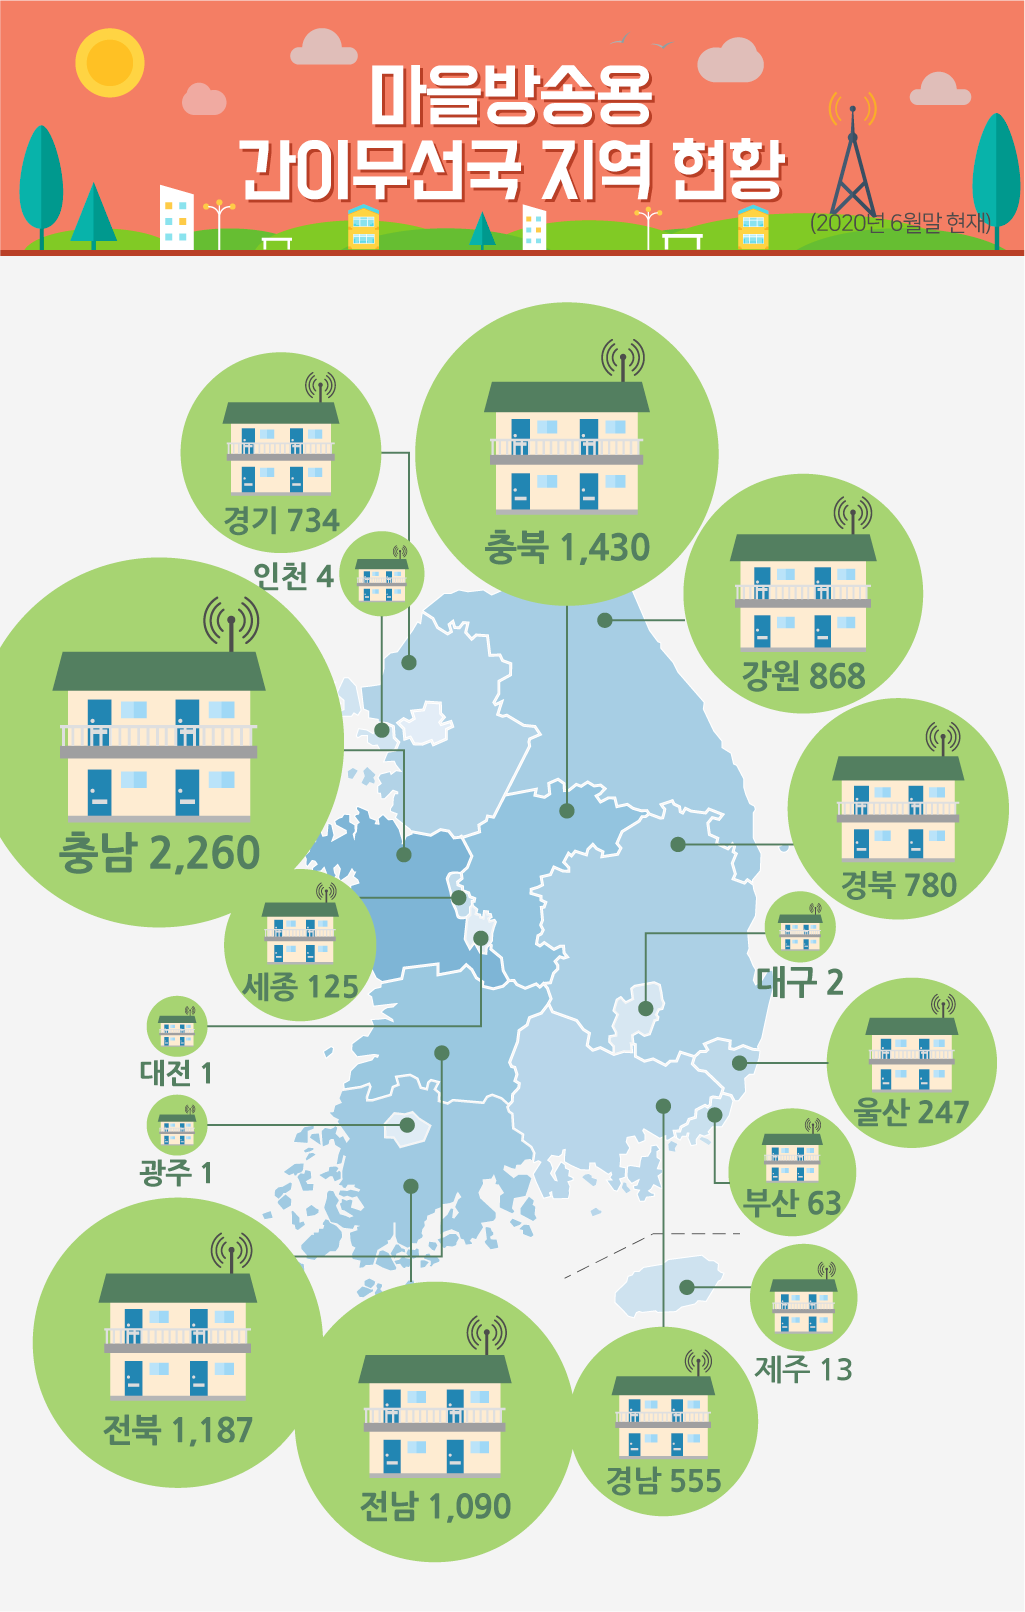 마을방송용
간이무선국 지역 현황
(2020년 6월말 현재)
경기 734
충북 1,430
인천 4
강원 868
충남 2,260
경북 780
세종 125
대구 2
대전 1
울산 247
광주 1
부산 63
제주 13
전북 1,187
경남 555
전남 1,090